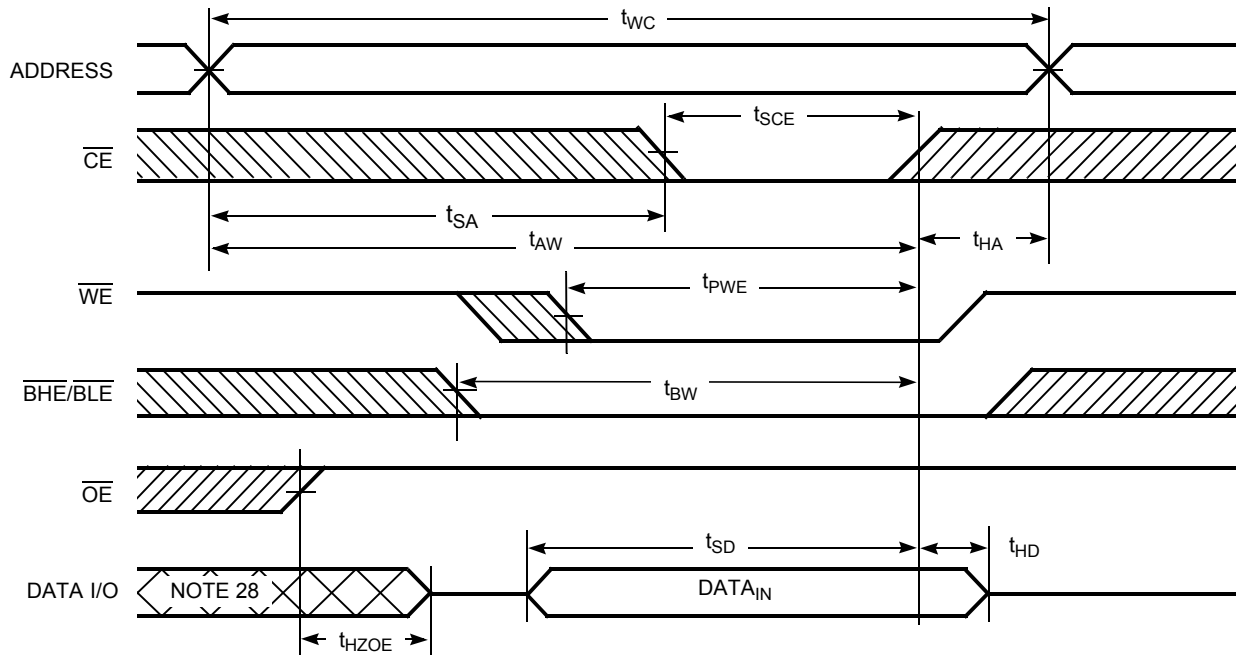 tWC
ADDRESS
tSCE
CE
tSA
tAW
tHA
WE
tPWE
BHE/BLE
tBW
OE
tSD
tHD
DATA I/O
NOTE 28
DATAIN
tHZOE